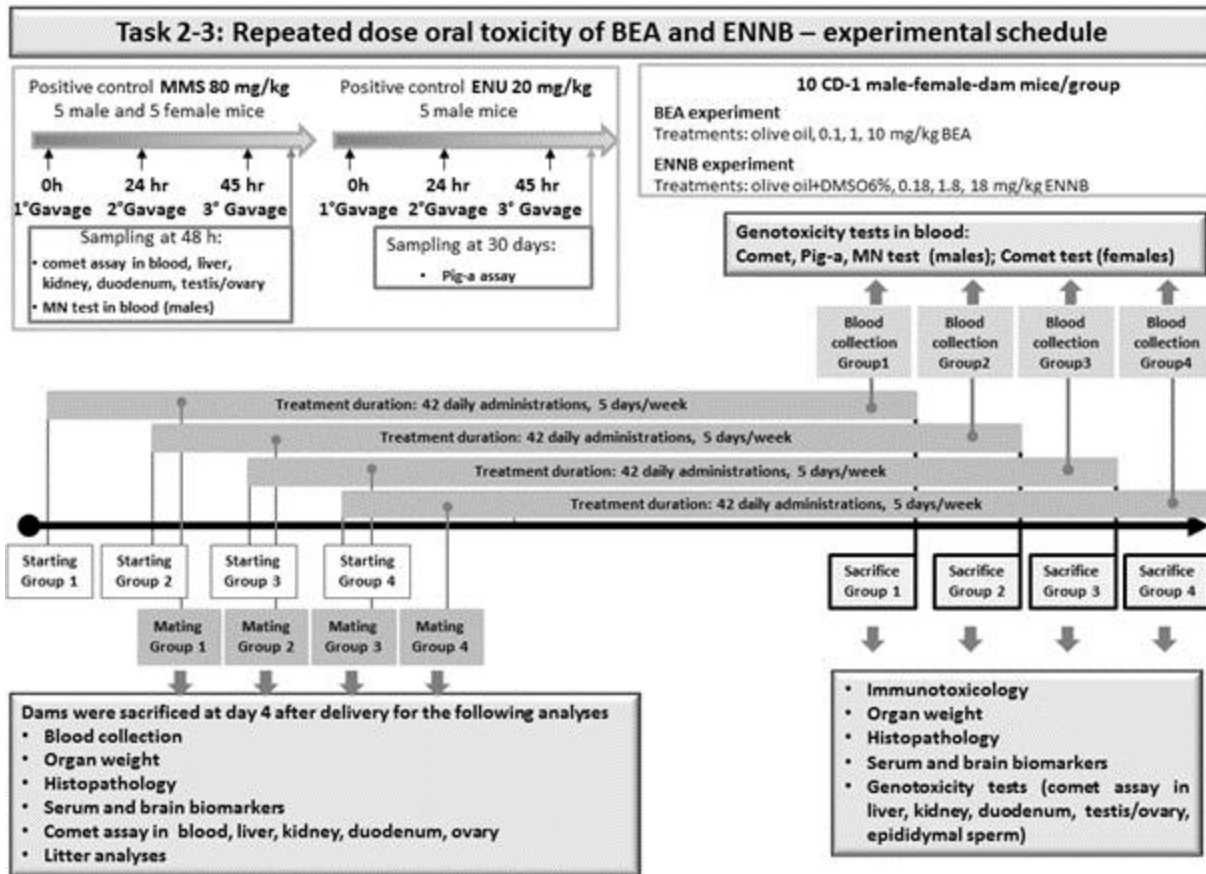 Task 2-3: Repeated dose oral toxicity of BEA and ENNB – experimental schedule
Positive control MMS 80 mg/kg
5 male and 5 female mice
0h
24 hr
45 hr
1°Gavage
2°Gavage
3° Gavage
Sampling at 48 h:
• comet assay in blood, liver,
kidney, duodenum, testis/ovary
• MN test in blood (males)
Positive control ENU 20 mg/kg
5 male mice
0h
24 hr
45 hr
1°Gavage
2°Gavage
3° Gavage
Sampling at 30 days:
• Pig-a assay
10 CD-1 male-female-dam mice/group
BEA experiment
Treatments: olive oil, 0.1, 1, 10 mg/kg BEA
ENNB experiment
Treatments: olive oil+DMSO6%, 0.18, 1.8, 18 mg/kg ENNB
Genotoxicity tests in blood:
Comet, Pig-a, MN test (males); Comet test (females)
Blood
collection
Group1
Blood
collection
Group2
Blood
collection
Group3
Blood
collection
Group4
Treatment duration: 42 daily administrations, 5 days/week
Treatment duration: 42 daily administrations, 5 days/week
Treatment duration: 42 daily administrations, 5 days/week
Treatment duration: 42 daily administrations, 5 days/week
Starting
Group 1
Starting
Group 2
Starting
Group 3
Starting
Group 4
Mating
Group 1
Mating
Group 2
Mating
Group 3
Mating
Group 4
Sacrifice
Group 1
Sacrifice
Group 2
Sacrifice
Group 3
Sacrifice
Group 4
Dams were sacrificed at day 4 after delivery for the following analyses
• Blood collection
• Organ weight
• Histopathology
• Serum and brain biomarkers
• Comet assay in blood, liver, kidney, duodenum, ovary
• Litter analyses
• Immunotoxicology
• Organ weight
• Histopathology
• Serum and brain biomarkers
• Genotoxicity tests (comet assay in
liver, kidney, duodenum, testis/ovary,
epididymal sperm)